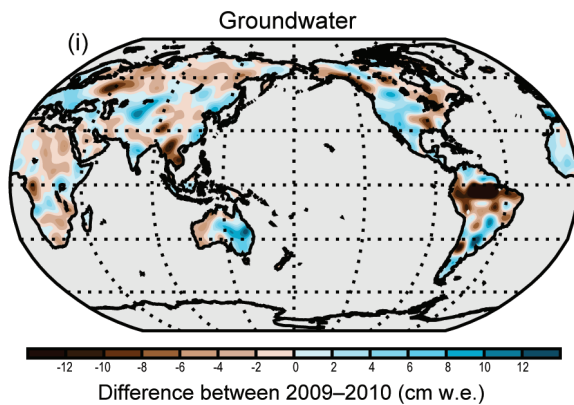 Groundwater
(i)
-12 -10 -8 -6 -4 -2 0 2 4 6 8 10 12
Difference between 2009–2010 (cm w.e.)